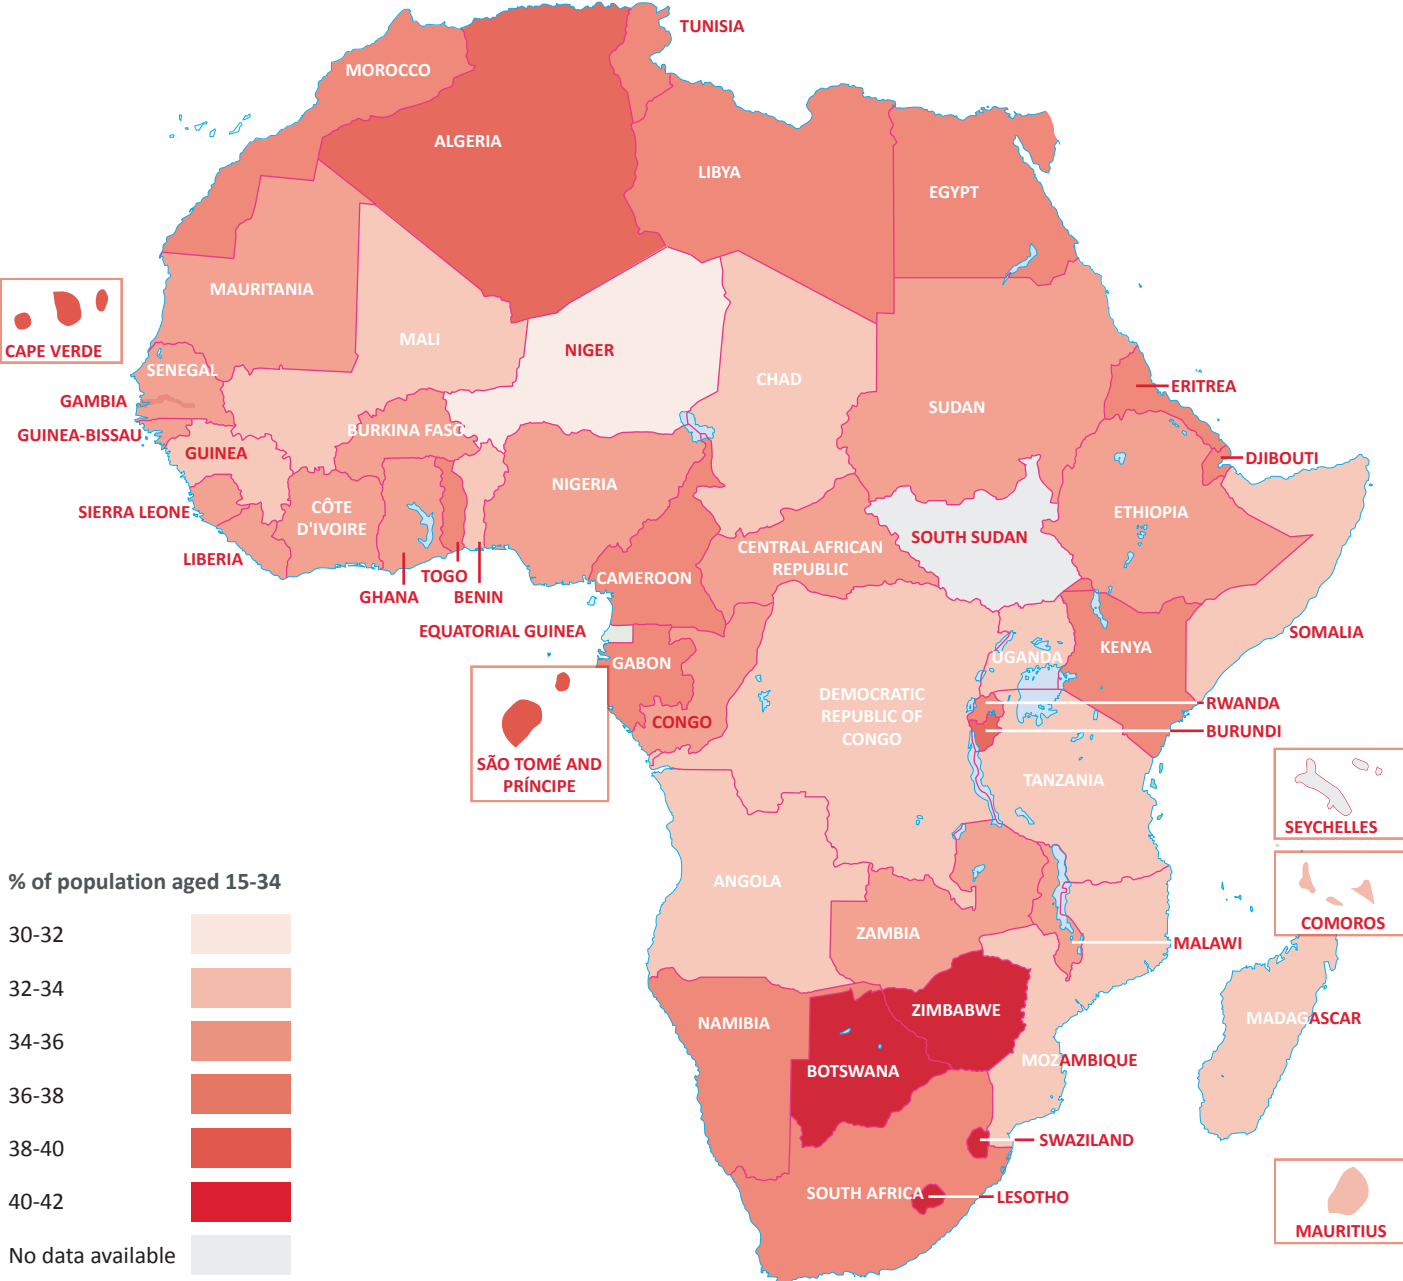 TUNISIA
MOROCCO
ALGERIA
LIBYA
EGYPT
MAURITANIA
MALI
NIGER
CHAD
SUDAN
ERITREA
CAPE VERDE
SENEGAL
GAMBIA
GUINEA-BISSAU
GUINEA
BURKINA FASO
DJIBOUTI
SIERRA LEONE
CÔTE
D'IVOIRE
NIGERIA
ETHIOPIA
SOUTH SUDAN
LIBERIA
CENTRAL AFRICAN
REPUBLIC
TOGO
CAMEROON
GHANA
BENIN
EQUATORIAL GUINEA
SOMALIA
GABON
UGANDA
KENYA
DEMOCRATIC
REPUBLIC OF
CONGO
CONGO
RWANDA
BURUNDI
SÃO TOMÉ AND
PRÍNCIPE
TANZANIA
SEYCHELLES
ANGOLA
COMOROS
ZAMBIA
MALAWI
ZIMBABWE
NAMIBIA
MADAGASCAR
MOZAMBIQUE
BOTSWANA
SWAZILAND
SOUTH AFRICA
LESOTHO
MAURITIUS
% of population aged 15-34
30-32
32-34
34-36
36-38
38-40
40-42
No data available